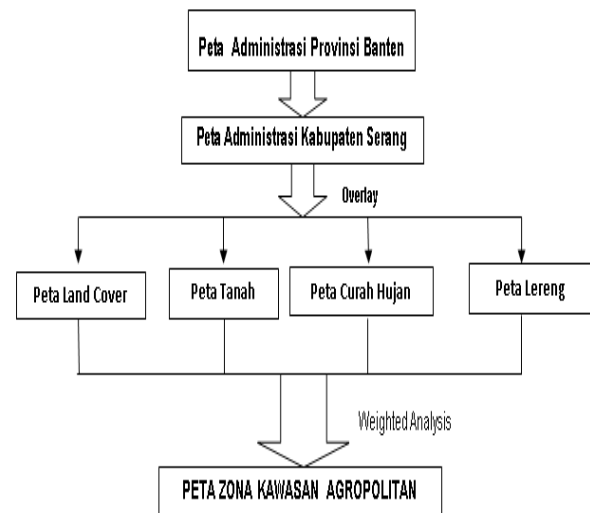 Peta Administrasi Provinsi Banten
Peta Administrasi Kabupaten Serang
Overlay
Peta Land Cover
Peta Tanah
Peta Curah Hujan
Peta Lereng
Weighted Analysis
PETA ZONA KAWASAN AGROPOLITAN